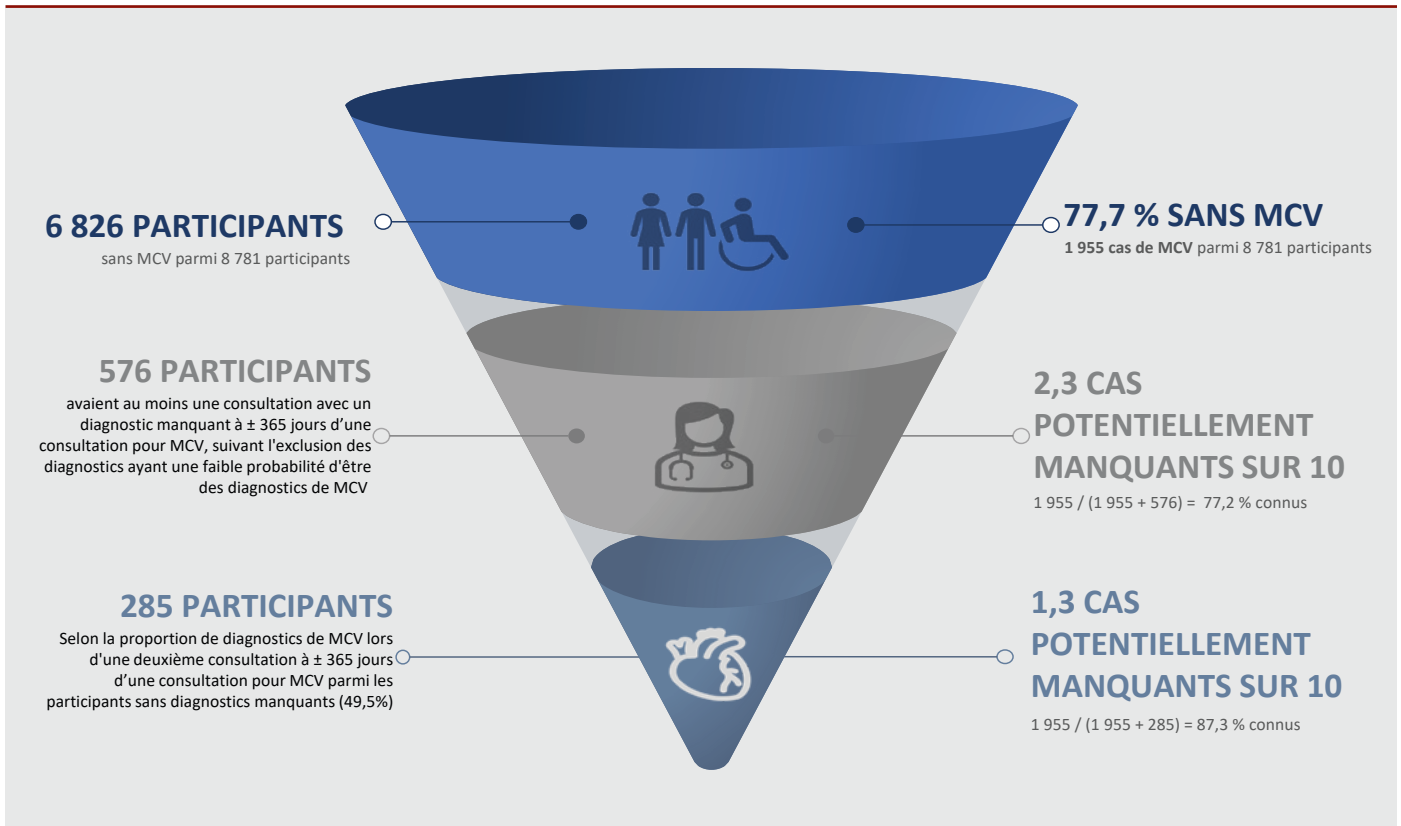 6 826 PARTICIPANTS
sans MCV parmi 8 781 participants
77,7 % SANS MCV
1 955 cas de MCV parmi 8 781 participants
576 PARTICIPANTS
avaient au moins une consultation avec un
diagnostic manquant à ± 365 jours d’une
consultation pour MCV, suivant l'exclusion des
diagnostics ayant une faible probabilité d'être
des diagnostics de MCV
2,3 CAS
POTENTIELLEMENT
MANQUANTS SUR 10
1 955 / (1 955 + 576) = 77,2 % connus
285 PARTICIPANTS
Selon la proportion de diagnostics de MCV lors
d'une deuxième consultation à ± 365 jours
d’une consultation pour MCV parmi les
participants sans diagnostics manquants (49,5%)
1,3 CAS
POTENTIELLEMENT
MANQUANTS SUR 10
1 955 / (1 955 + 285) = 87,3 % connus